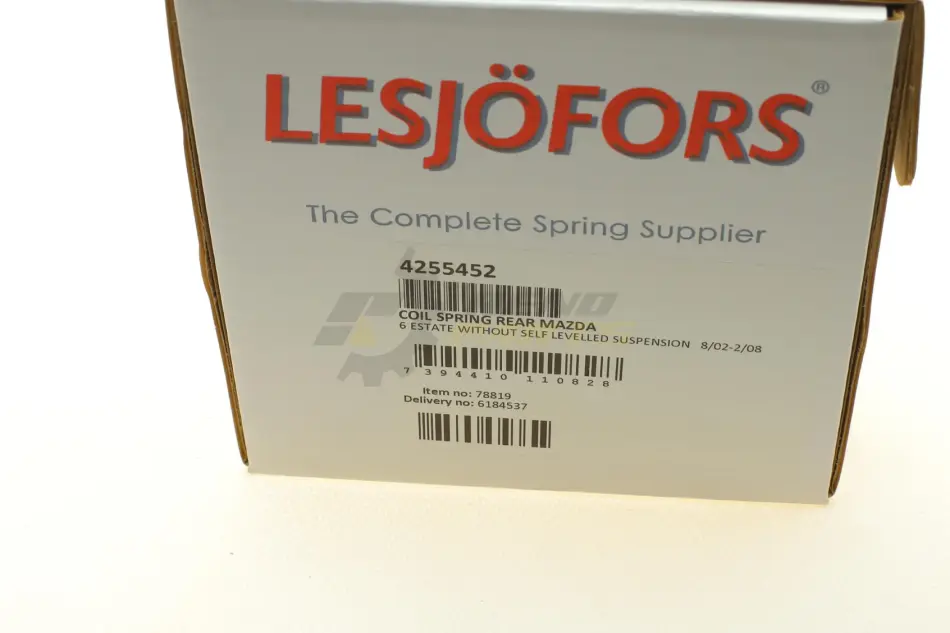 LESJÖFORS®
The Complete Spring Supplier
4255452
COIL SPRING REAR MAZDA
6 ESTATE WITHOUT SELF LEVELLED SUSPENSION 8/02-2/08
7 394410 110828
Item no: 78819
Delivery no: 6184537